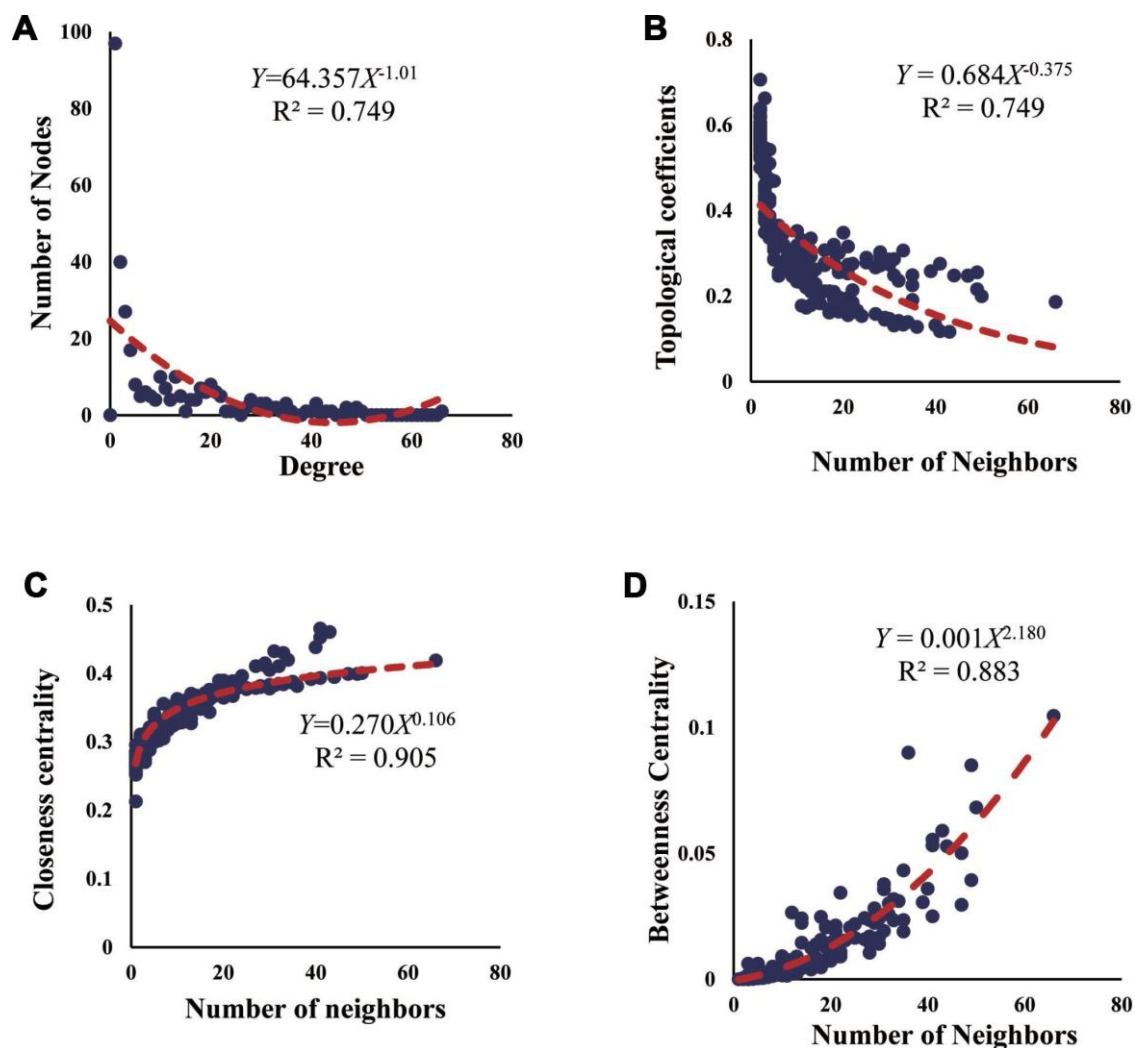 A
100
80
60
40
20
0
Number of Nodes
Y=64.357X^-1.01
R² = 0.749
0 20 40 60 80
Degree
B
0.8
0.6
0.4
0.2
0
Topological coefficients
Y = 0.684X^-0.375
R² = 0.749
0 20 40 60 80
Number of Neighbors
C
0.5
0.4
0.3
0.2
0.1
0
Closeness centrality
Y=0.270X^0.106
R² = 0.905
0 20 40 60 80
Number of neighbors
D
0.15
0.1
0.05
0
Betweenness Centrality
Y = 0.001X^2.180
R² = 0.883
0 20 40 60 80
Number of Neighbors